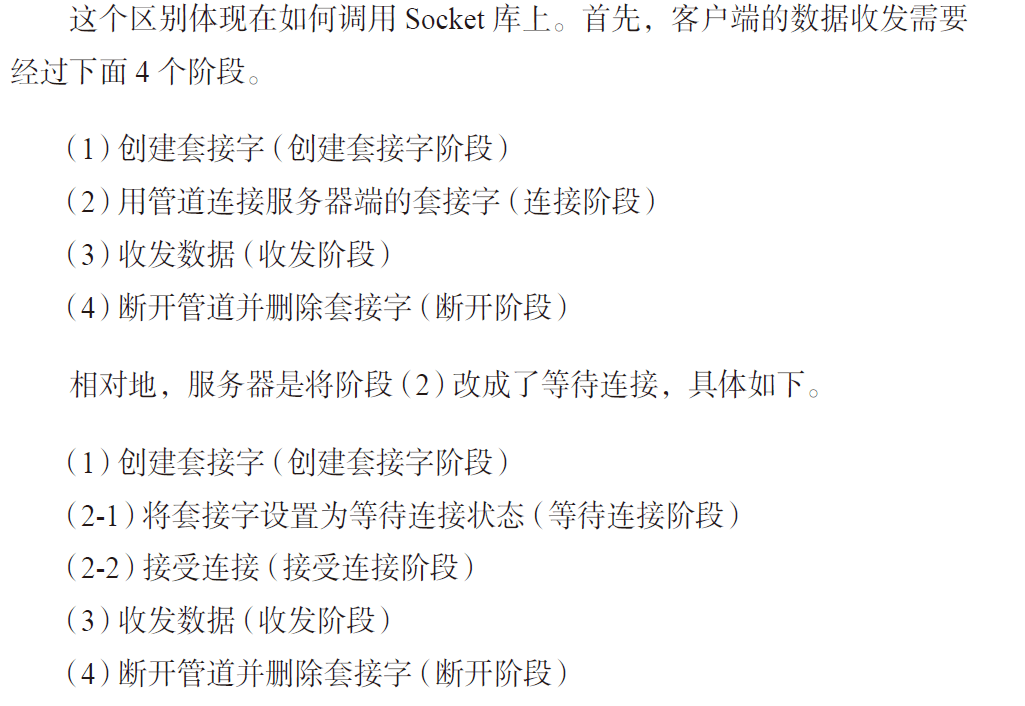 这个区别体现在如何调用 Socket 库上。首先，客户端的数据收发需要
经过下面 4 个阶段。
（1）创建套接字（创建套接字阶段）
（2）用管道连接服务器端的套接字（连接阶段）
（3）收发数据（收发阶段）
（4）断开管道并删除套接字（断开阶段）
相对地，服务器是将阶段（2）改成了等待连接，具体如下。
（1）创建套接字（创建套接字阶段）
（2-1）将套接字设置为等待连接状态（等待连接阶段）
（2-2）接受连接（接受连接阶段）
（3）收发数据（收发阶段）
（4）断开管道并删除套接字（断开阶段）